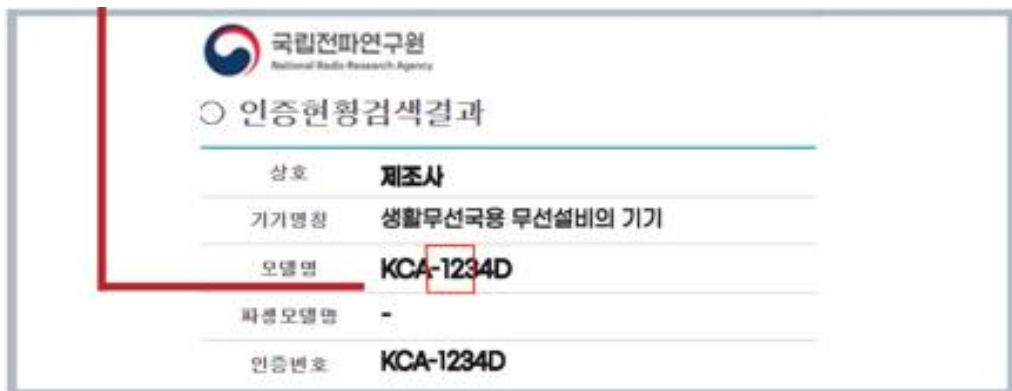 국립전파연구원
National Radio Research Agency
○ 인증현황검색결과
상호 제조사
기기명칭 생활무선국용 무선설비의 기기
모델명 KCA-1234D
파생모델명 -
인증번호 KCA-1234D